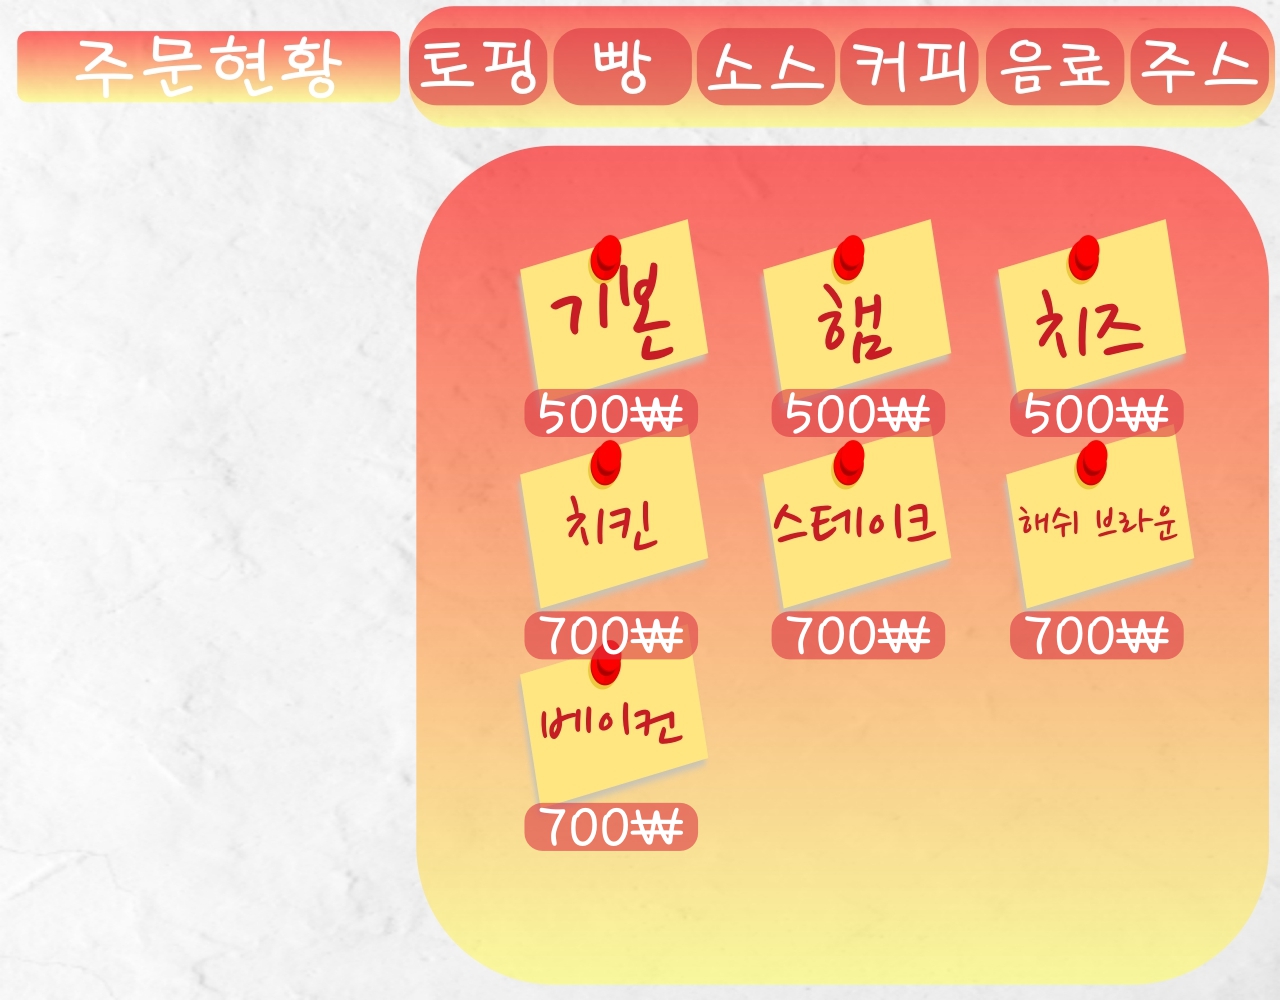 주문현황
토핑 빵 소스 커피 음료 주스
기본 햄 치즈
500₩ 500₩ 500₩
치킨 스테이크 해쉬 브라운
700₩ 700₩ 700₩
베이컨
700₩